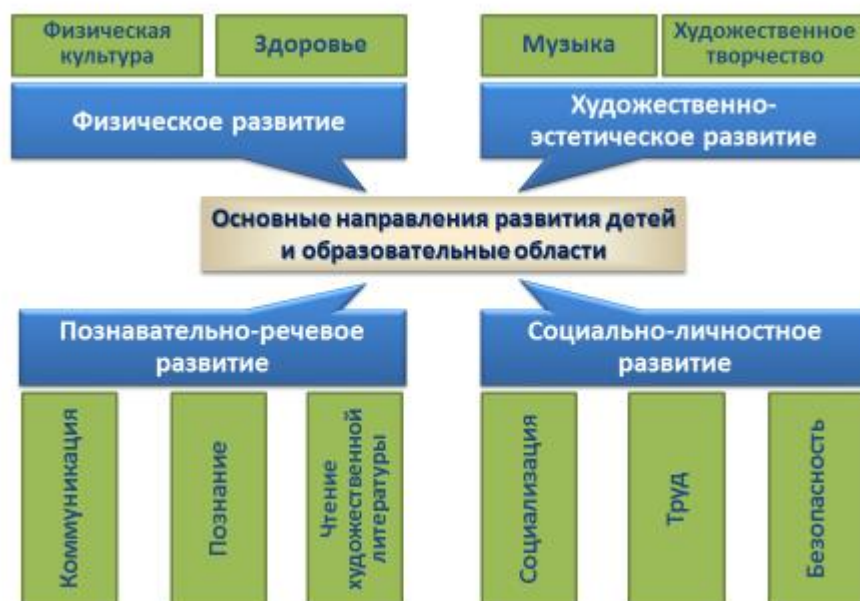 Физическая
культура
Здоровье
Музыка
Художественное
творчество
Физическое развитие
Художественно-
эстетическое развитие
Основные направления развития детей
и образовательные области
Познавательно-речевое
развитие
Социально-личностное
развитие
Коммуникация
Познание
Чтение
художественной
литературы
Социализация
Труд
Безопасность